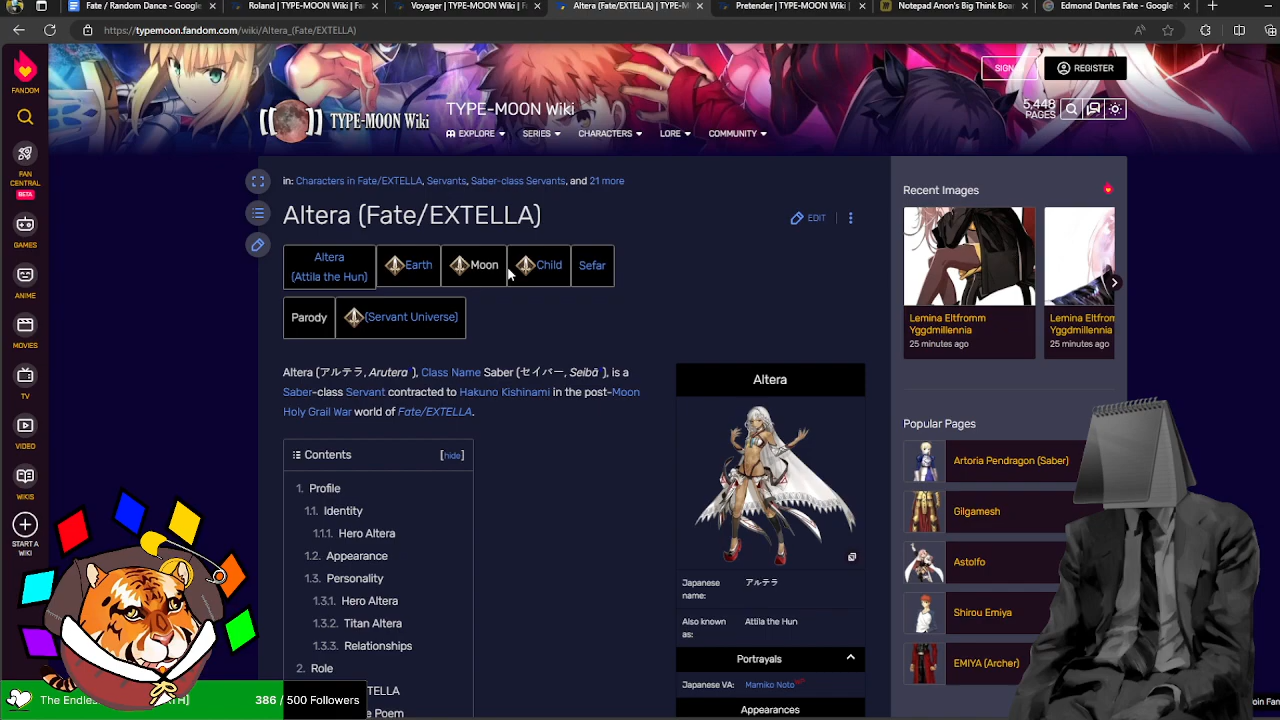 Fate / Random Dance - Google
Roland | TYPE-MOON Wiki | Fan
Voyager | TYPE-MOON Wiki | F
Altera (Fate/EXTELLA) | TYPE-M
Pretender | TYPE-MOON Wiki |
Notepad Anon's Big Think Boar
Edmond Dantes Fate - Google
https://typemoon.fandom.com/wiki/Altera_(Fate/EXTELLA)
FANDOM
FAN CENTRAL
BETA
GAMES
ANIME
MOVIES
TV
VIDEO
WIKIS
START A WIKI
REGISTER
TYPE-MOON Wiki
TYPE-MOON Wiki
5,448 PAGES
EXPLORE SERIES CHARACTERS LORE COMMUNITY
in: Characters in Fate/EXTELLA, Servants, Saber-class Servants, and 21 more
Altera (Fate/EXTELLA)
EDIT
Altera
(Attila the Hun)
Earth
Moon
Child
Sefar
Parody
(Servant Universe)
Altera (アルテラ, Arutera ?), Class Name Saber (セイバー, Seibā ?), is a
Saber-class Servant contracted to Hakuno Kishinami in the post-Moon
Holy Grail War world of Fate/EXTELLA.
Contents [hide]
1. Profile
1.1. Identity
1.1.1. Hero Altera
1.2. Appearance
1.3. Personality
1.3.1. Hero Altera
1.3.2. Titan Altera
1.3.3. Relationships
2. Role
Altera
Japanese name: アルテラ
Also known as: Attila the Hun
Portrayals
Japanese VA: Mamiko Noto
Appearances
Recent Images
Lemina Eltfromm
Yggdmillennia
25 minutes ago
25 minutes ago
Popular Pages
Artoria Pendragon (Saber)
Gilgamesh
Astolfo
Shirou Emiya
EMIYA (Archer)
The Endles
386 / 500 Followers